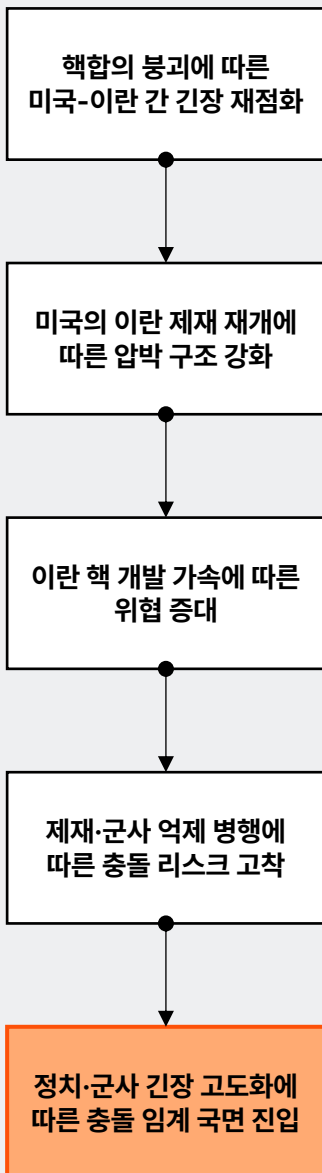 핵합의 붕괴에 따른
미국-이란 간 긴장 재점화
미국의 이란 제재 재개에
따른 압박 구조 강화
이란 핵 개발 가속에 따른
위협 증대
제재·군사 억제 병행에
따른 충돌 리스크 고착
정치·군사 긴장 고도화에
따른 충돌 임계 국면 진입